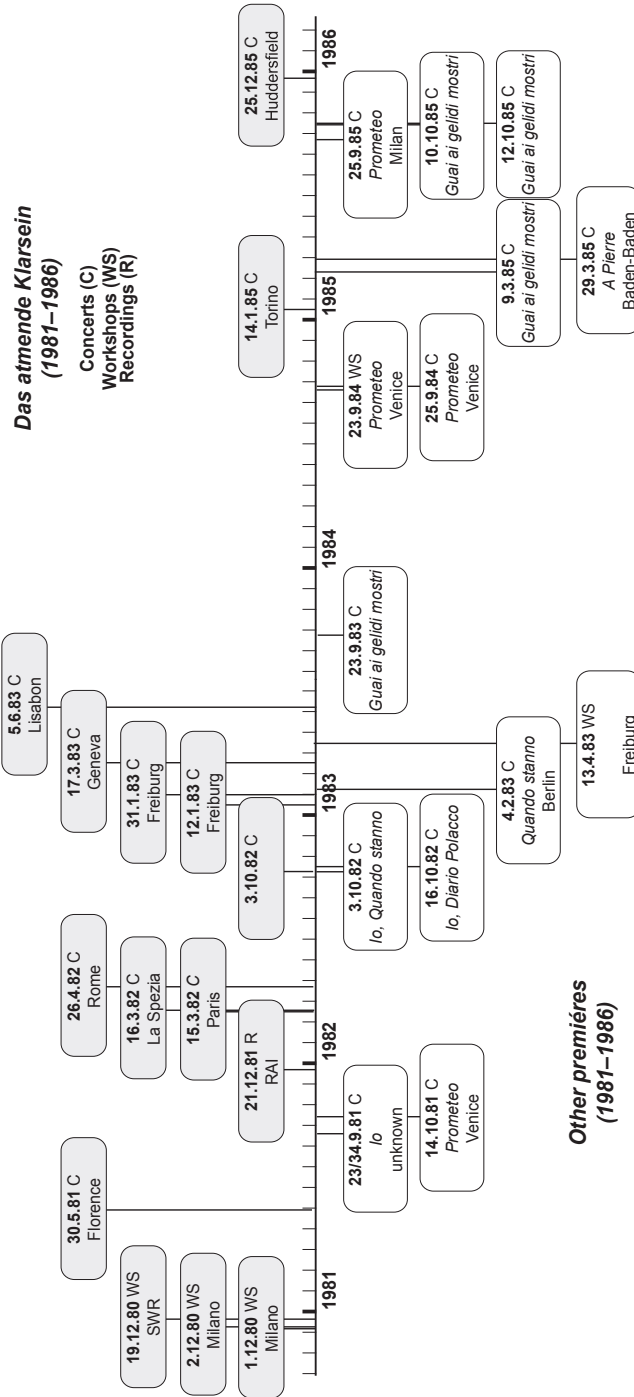 Das atmende Klarsein
(1981–1986)
Concerts (C)
Workshops (WS)
Recordings (R)
19.12.80 WS
SWR
2.12.80 WS
Milano
1.12.80 WS
Milano
30.5.81 C
Florence
26.4.82 C
Rome
16.3.82 C
La Spezia
15.3.82 C
Paris
21.12.81 R
RAI
5.6.83 C
Lisabon
17.3.83 C
Geneva
31.1.83 C
Freiburg
12.1.83 C
Freiburg
3.10.82 C
14.1.85 C
Torino
25.12.85 C
Huddersfield
1981
1982
1983
1984
1985
1986
23/34.9.81 C
Io
unknown
14.10.81 C
Prometeo
Venice
3.10.82 C
Io, Quando stanno
16.10.82 C
Io, Diario Polacco
4.2.83 C
Quando stanno
Berlin
13.4.83 WS
Freiburg
23.9.83 C
Guai ai gelidi mostri
23.9.84 WS
Prometeo
Venice
25.9.84 C
Prometeo
Venice
9.3.85 C
Guai ai gelidi mostri
29.3.85 C
A Pierre
Baden-Baden
25.9.85 C
Prometeo
Milan
10.10.85 C
Guai ai gelidi mostri
12.10.85 C
Guai ai gelidi mostri
Other premiéres
(1981–1986)